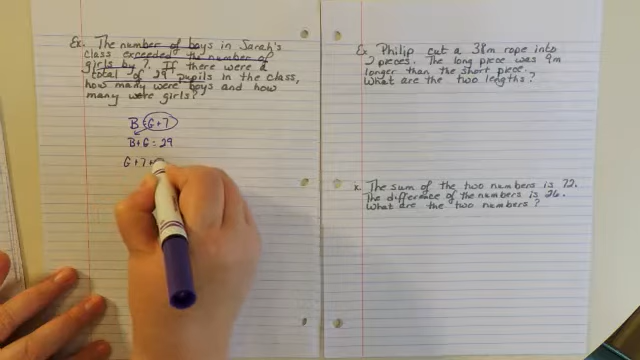 Ex: The number of boys in Sarah's
class exceeded the number of
girls by 7. If there were a
total of 29 pupils in the class,
how many were boys and how
many were girls?
B = G + 7
B + G = 29
G + 7 +
Ex: Philip cut a 38m rope into
2 pieces. The long piece was 9m
longer than the short piece.
What are the two lengths?
x. The sum of the two numbers is 72.
The difference of the numbers is 26.
What are the two numbers?